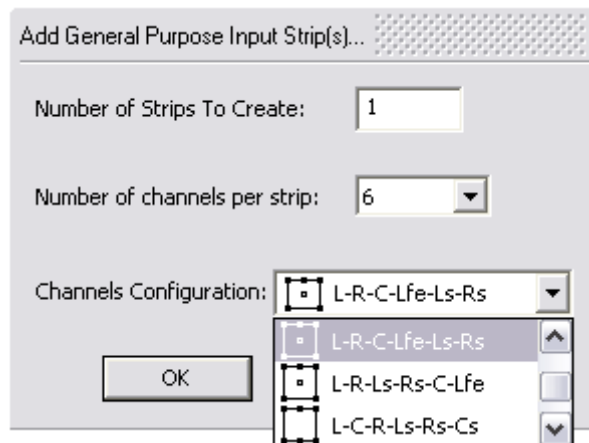 Add General Purpose Input Strip(s)...
Number of Strips To Create: 1
Number of channels per strip: 6
Channels Configuration: L-R-C-Lfe-Ls-Rs
L-R-C-Lfe-Ls-Rs
OK
L-R-Ls-Rs-C-Lfe
L-C-R-Ls-Rs-Cs